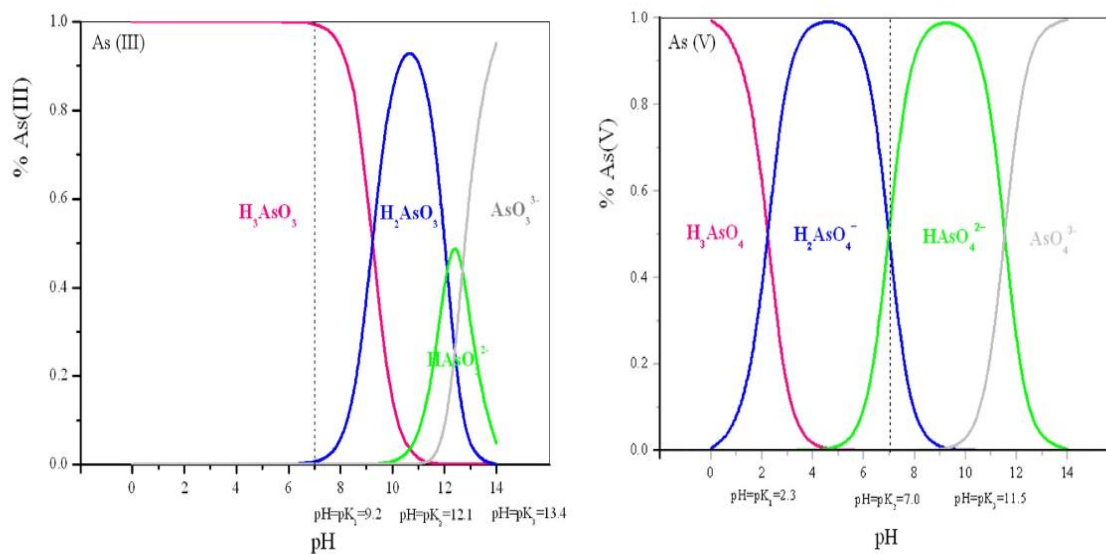 As (III)
% As(III)
1.0
0.8
0.6
0.4
0.2
0.0
H₃AsO₃
H₂AsO₃
AsO₃³⁻
HAsO₃²⁻
0 2 4 6 8 10 12 14
pH=pK₁=9.2 pH=pK₂=12.1 pH=pK₃=13.4
pH
As (V)
% As(V)
1.0
0.8
0.6
0.4
0.2
0.0
H₃AsO₄
H₂AsO₄⁻
HAsO₄²⁻
AsO₄³⁻
0 2 4 6 8 10 12 14
pH=pK₁=2.3 pH=pK₂=7.0 pH=pK₃=11.5
pH